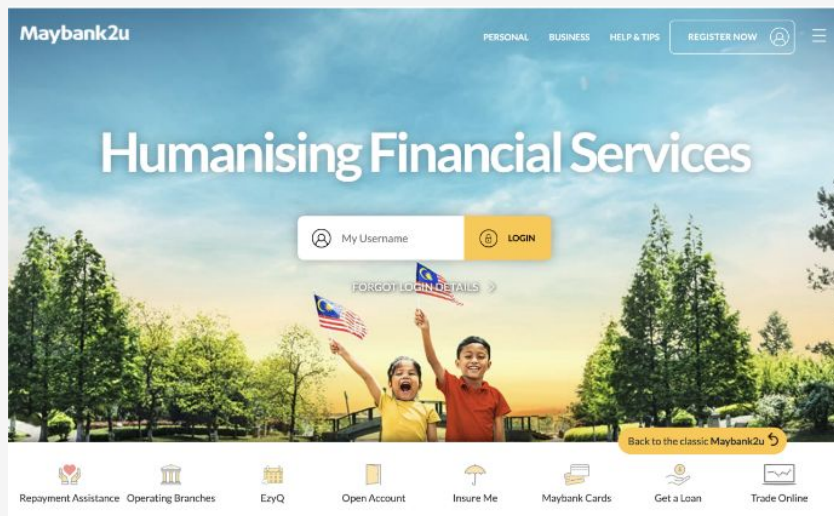 Maybank2u
PERSONAL BUSINESS HELP & TIPS REGISTER NOW
Humanising Financial Services
My Username LOGIN
FORGOT LOGIN DETAILS
Back to the classic Maybank2u
Repayment Assistance Operating Branches EzyQ Open Account Insure Me Maybank Cards Get a Loan Trade Online